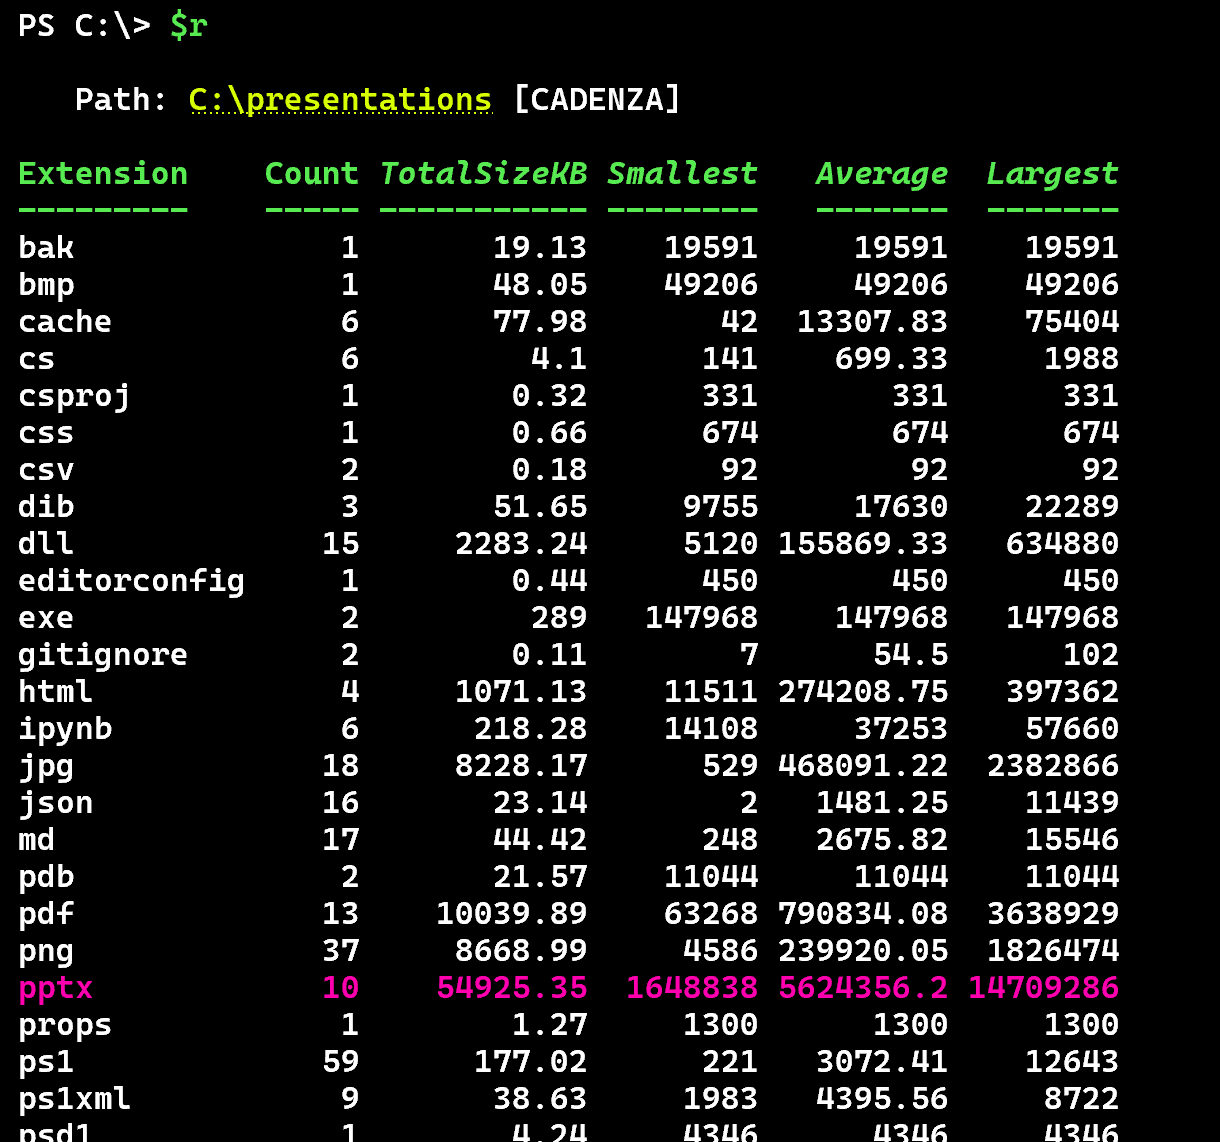 PS C:\> $r
Path: C:\presentations [CADENZA]
Extension Count TotalSizeKB Smallest Average Largest
--------- ----- ----------- -------- ------- -------
bak 1 19.13 19591 19591 19591
bmp 1 48.05 49206 49206 49206
cache 6 77.98 42 13307.83 75404
cs 6 4.1 141 699.33 1988
csproj 1 0.32 331 331 331
css 1 0.66 674 674 674
csv 2 0.18 92 92 92
dib 3 51.65 9755 17630 22289
dll 15 2283.24 5120 155869.33 634880
editorconfig 1 0.44 450 450 450
exe 2 289 147968 147968 147968
gitignore 2 0.11 7 54.5 102
html 4 1071.13 11511 274208.75 397362
ipynb 6 218.28 14108 37253 57660
jpg 18 8228.17 529 468091.22 2382866
json 16 23.14 2 1481.25 11439
md 17 44.42 248 2675.82 15546
pdb 2 21.57 11044 11044 11044
pdf 13 10039.89 63268 790834.08 3638929
png 37 8668.99 4586 239920.05 1826474
pptx 10 54925.35 1648838 5624356.2 14709286
props 1 1.27 1300 1300 1300
ps1 59 177.02 221 3072.41 12643
ps1xml 9 38.63 1983 4395.56 8722
psd1 1 4.24 4346 4346 4346